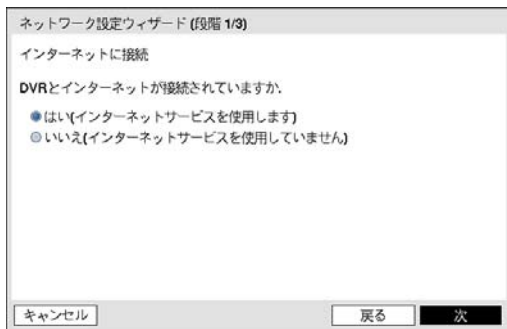 ネットワーク設定ウィザード (段階 1/3)
インターネットに接続
DVRとインターネットが接続されていますか.
はい(インターネットサービスを使用します)
いいえ(インターネットサービスを使用していません)
キャンセル 戻る 次